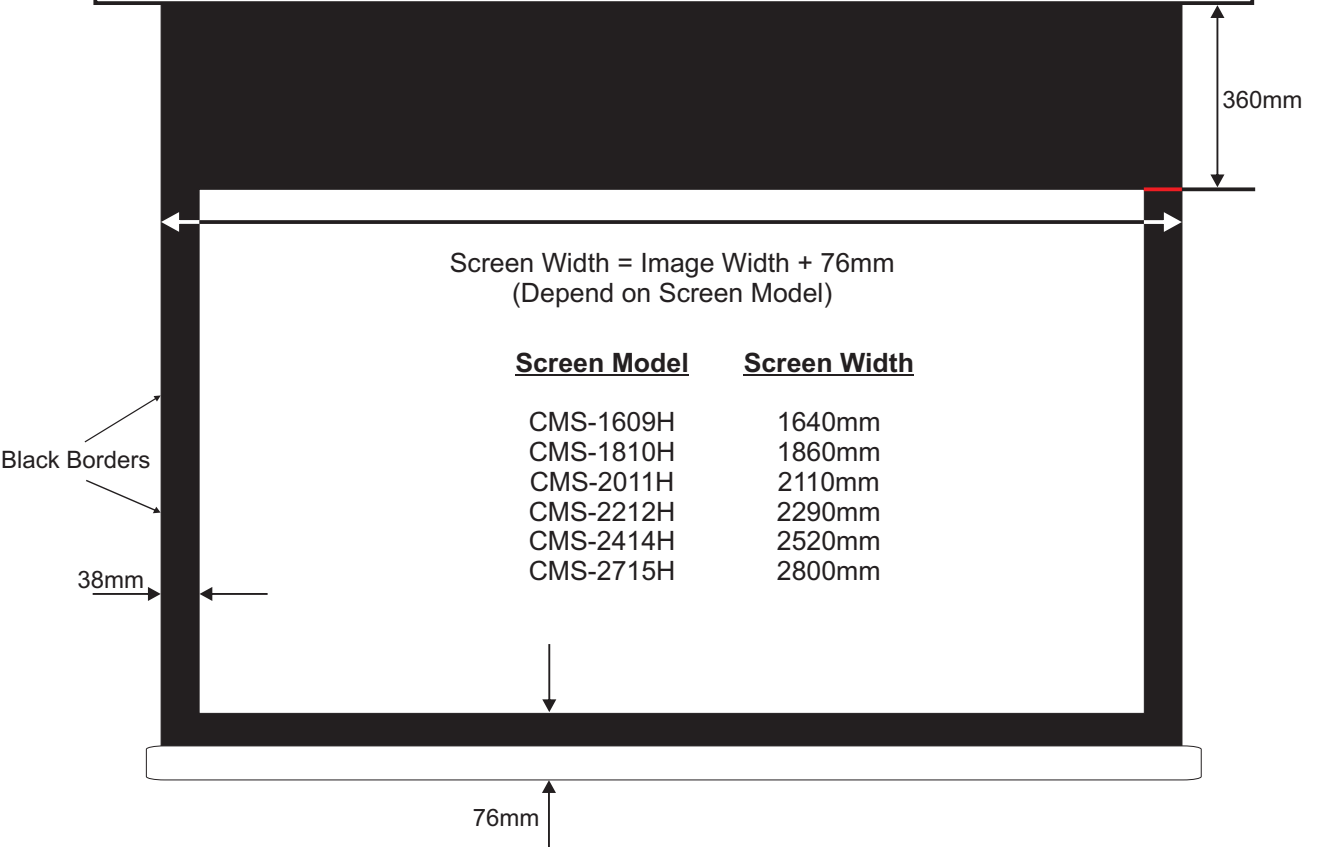 360mm
Screen Width = Image Width + 76mm
(Depend on Screen Model)
Screen Model Screen Width
CMS-1609H 1640mm
CMS-1810H 1860mm
CMS-2011H 2110mm
CMS-2212H 2290mm
CMS-2414H 2520mm
CMS-2715H 2800mm
Black Borders
38mm
76mm